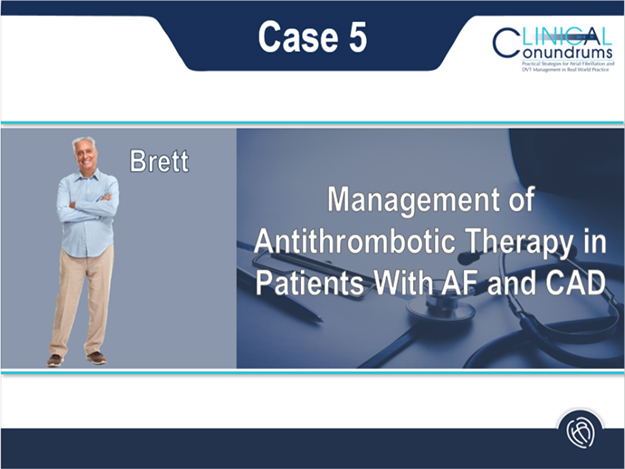 Case 5
CLINICAL
Conundrums
Practical Strategies for Atrial Fibrillation and
DVT Management in Real World Practice
Brett
Management of
Antithrombotic Therapy in
Patients With AF and CAD